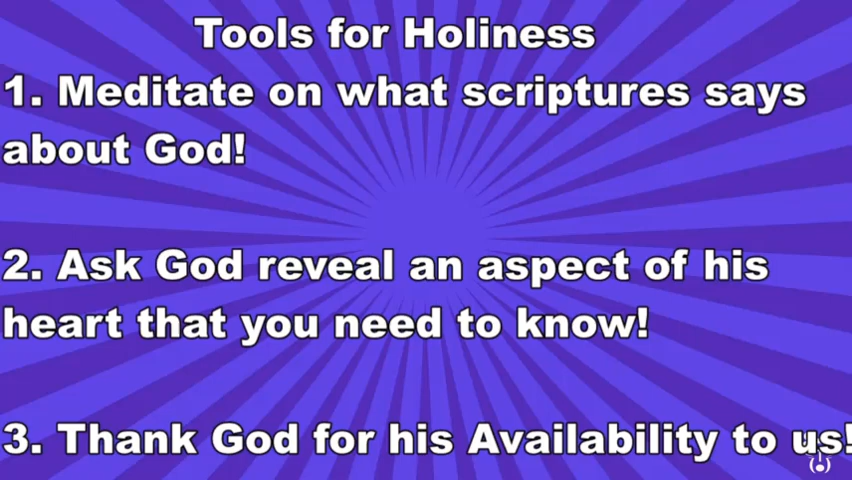 Tools for Holiness
1. Meditate on what scriptures says
about God!
2. Ask God reveal an aspect of his
heart that you need to know!
3. Thank God for his Availability to us!